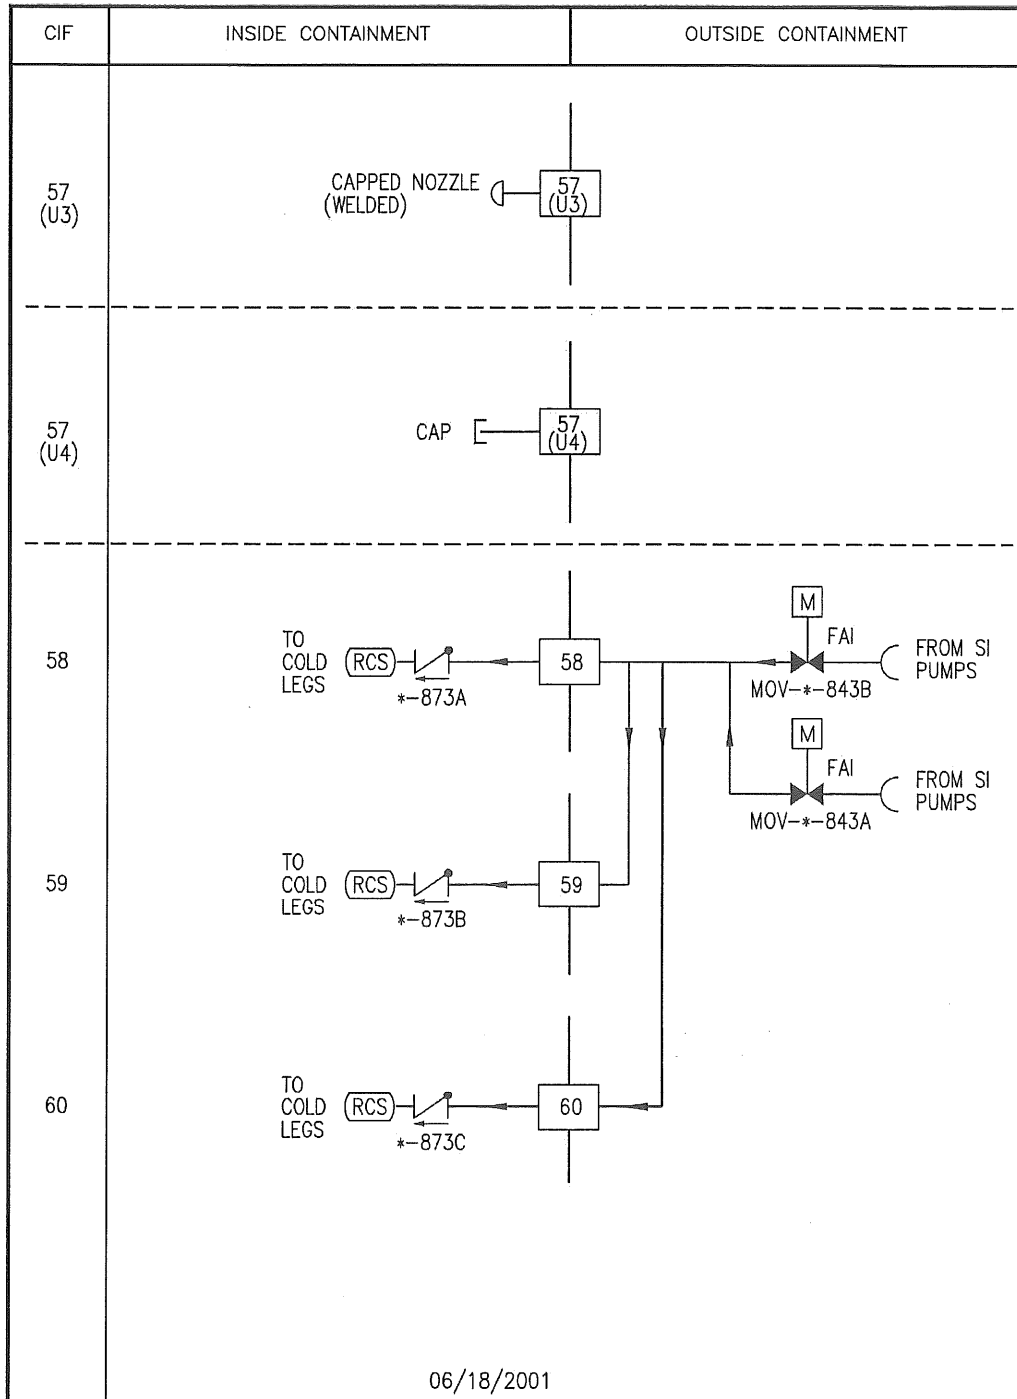 CIF INSIDE CONTAINMENT OUTSIDE CONTAINMENT
57
(U3)
CAPPED NOZZLE
(WELDED)
57
(U3)
57
(U4)
CAP
57
(U4)
58
TO
COLD
LEGS
RCS
*-873A
58
M
FAI
MOV-*-843B
FROM SI
PUMPS
M
FAI
MOV-*-843A
FROM SI
PUMPS
59
TO
COLD
LEGS
RCS
*-873B
59
60
TO
COLD
LEGS
RCS
*-873C
60
06/18/2001